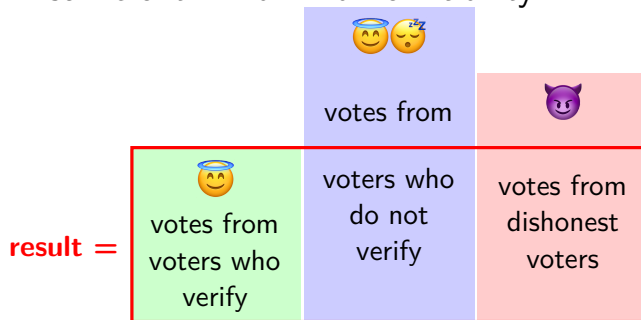 votes from
voters who
do not
verify
votes from
voters who
verify
votes from
dishonest
voters
result =